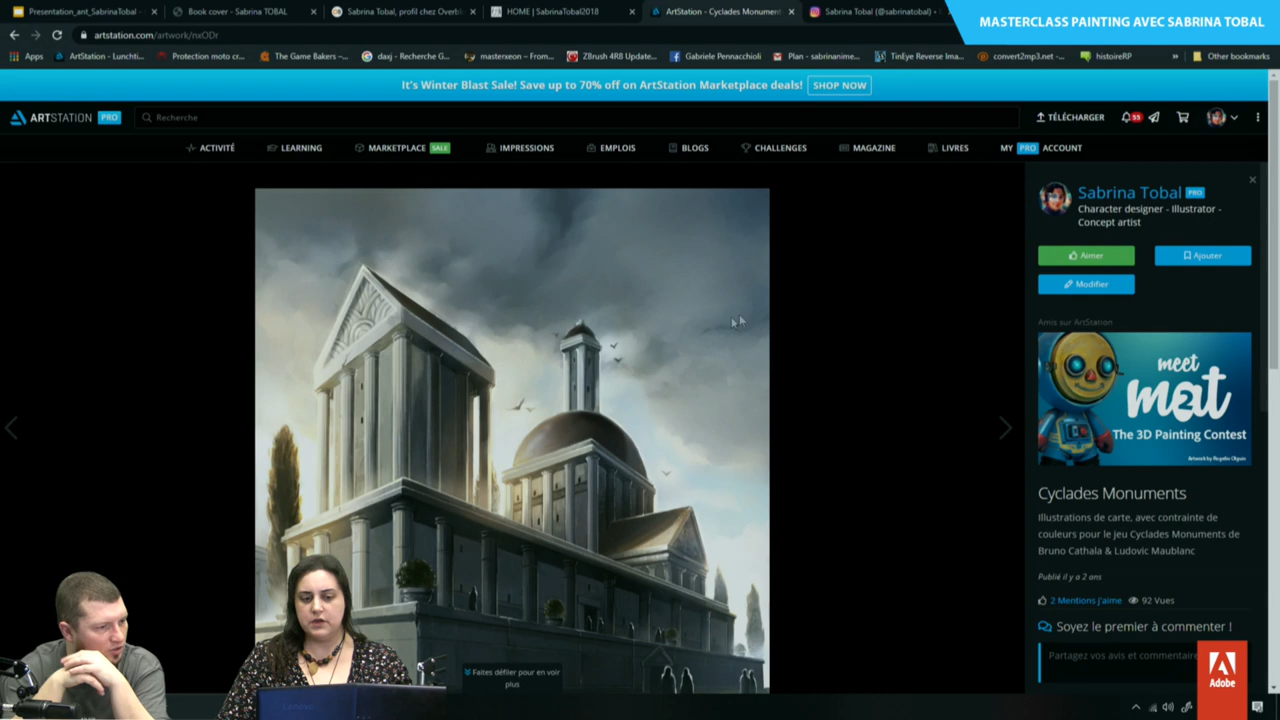 Presentation_ant_SabrinaTobal -
Book cover - Sabrina TOBAL
Sabrina Tobal, profil chez Overbl
HOME | SabrinaTobal2018
ArtStation - Cyclades Monument
Sabrina Tobal (@sabrinatobal) •
MASTERCLASS PAINTING AVEC SABRINA TOBAL
artstation.com/artwork/nxODr
Apps
ArtStation - Lunchti...
Protection moto cr...
The Game Bakers –...
daxj - Recherche G...
masterxeon – From...
ZBrush 4R8 Update...
Gabriele Pennacchioli
Plan - sabrinanime...
TinEye Reverse Ima...
convert2mp3.net -...
histoireRP
»
Other bookmarks
It's Winter Blast Sale! Save up to 70% off on ArtStation Marketplace deals! SHOP NOW
ARTSTATION PRO
Recherche
TÉLÉCHARGER
ACTIVITÉ
LEARNING
MARKETPLACE SALE
IMPRESSIONS
EMPLOIS
BLOGS
CHALLENGES
MAGAZINE
LIVRES
MY PRO ACCOUNT
Sabrina Tobal PRO
Character designer - Illustrator -
Concept artist
Aimer
Ajouter
Modifier
Amis sur ArtStation
meet
mat
2
The 3D Painting Contest
Cyclades Monuments
Illustrations de carte, avec contrainte de
couleurs pour le jeu Cyclades Monuments de
Bruno Cathala & Ludovic Maublanc
Publié il y a 2 ans
2 Mentions J'aime
92 Vues
Soyez le premier à commenter !
Partagez vos avis et commentaire
Faites défiler pour en voir
plus
Lenovo
Adobe